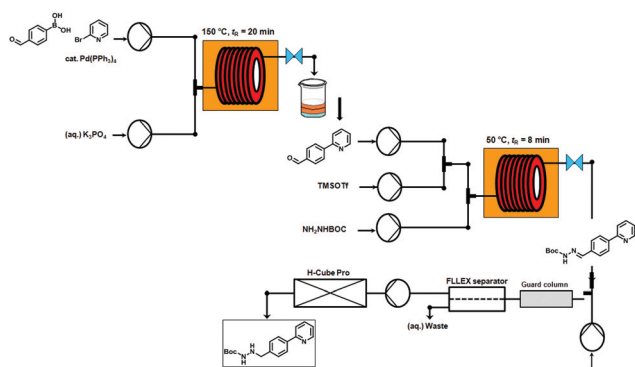 OH
B
OH
O
Br
N
cat. Pd(PPh3)4
150 °C, tR = 20 min
(aq.) K3PO4
N
O
50 °C, tR = 8 min
TMSOTf
NH2NHBOC
N
Boc
N
N
H
H-Cube Pro
FLLEX separator
Guard column
(aq.) Waste
N
H
N
Boc
N
H